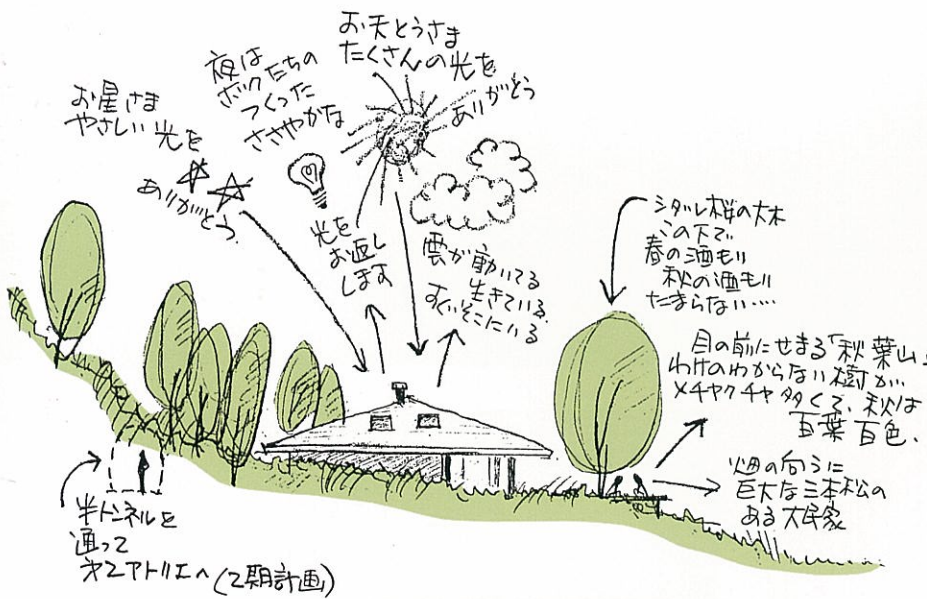 お星さま
やさしい光を
ありがとう.
夜は
ボクたちの
つくった
ささやかな
光を
お返し
します
お天とうさま
たくさんの光を
ありがとう
雲が動いてる
生きている.
すぐそこにいる
シダレ桜の大木
この下で
春の酒もり
秋の酒もり
たまらない‥‥
目の前にせまる「秋葉山」
わけのわからない樹が
メチャクチャ多くて、秋は
百葉百色.
畑の向うに
巨大な三本松の
ある大民家
半トンネルを
通って
オ2アトリエへ(2期計画)